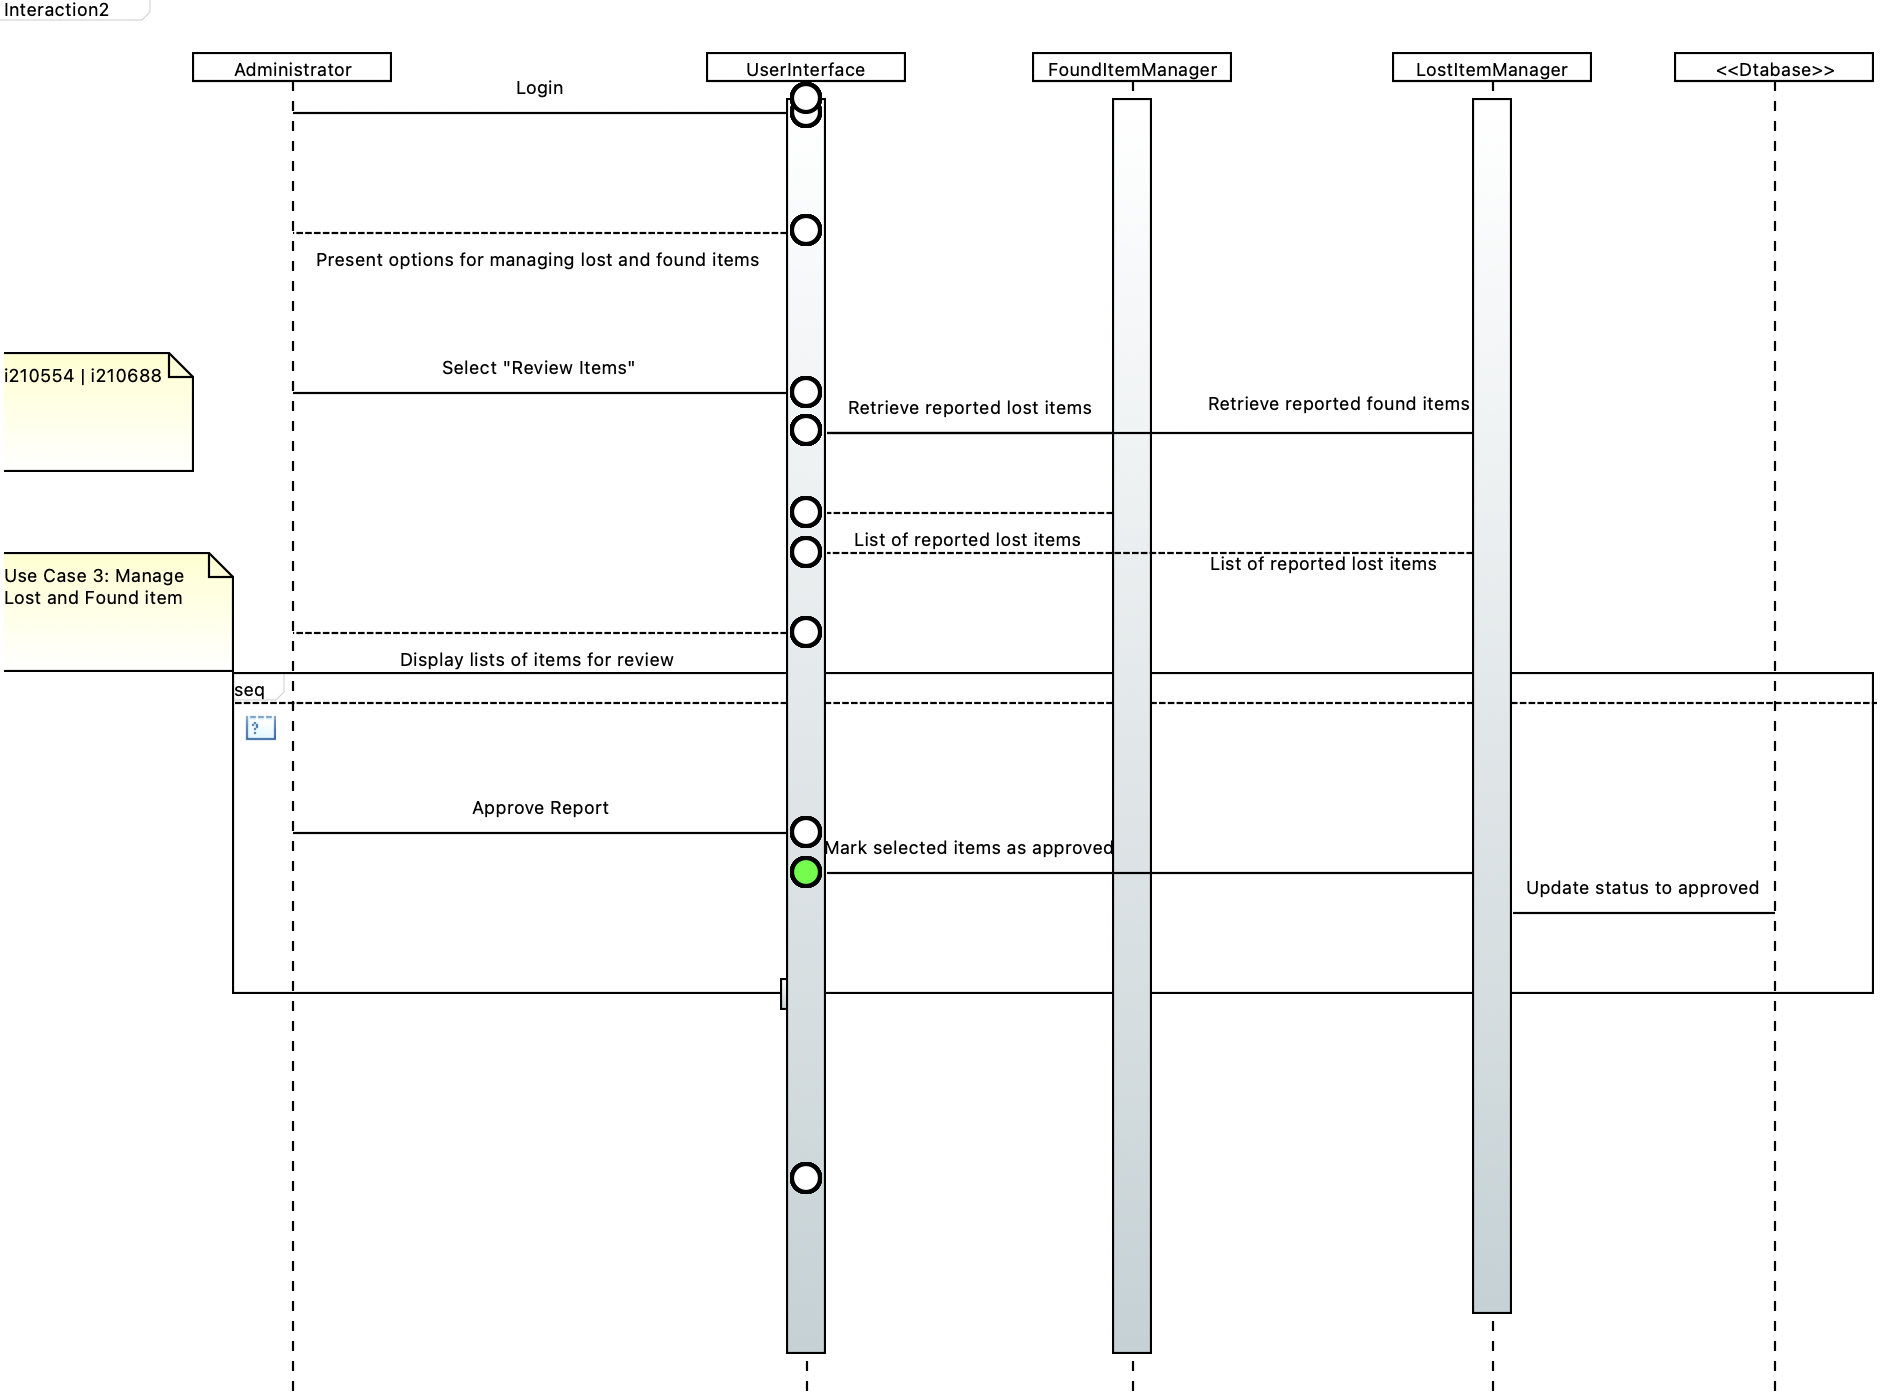 Interaction2
Administrator
UserInterface
FoundItemManager
LostItemManager
<<Dtabase>>
Login
Present options for managing lost and found items
i210554 | i210688
Select "Review Items"
Retrieve reported lost items
Retrieve reported found items
List of reported lost items
List of reported lost items
Use Case 3: Manage
Lost and Found item
Display lists of items for review
seq
?
Approve Report
Mark selected items as approved
Update status to approved